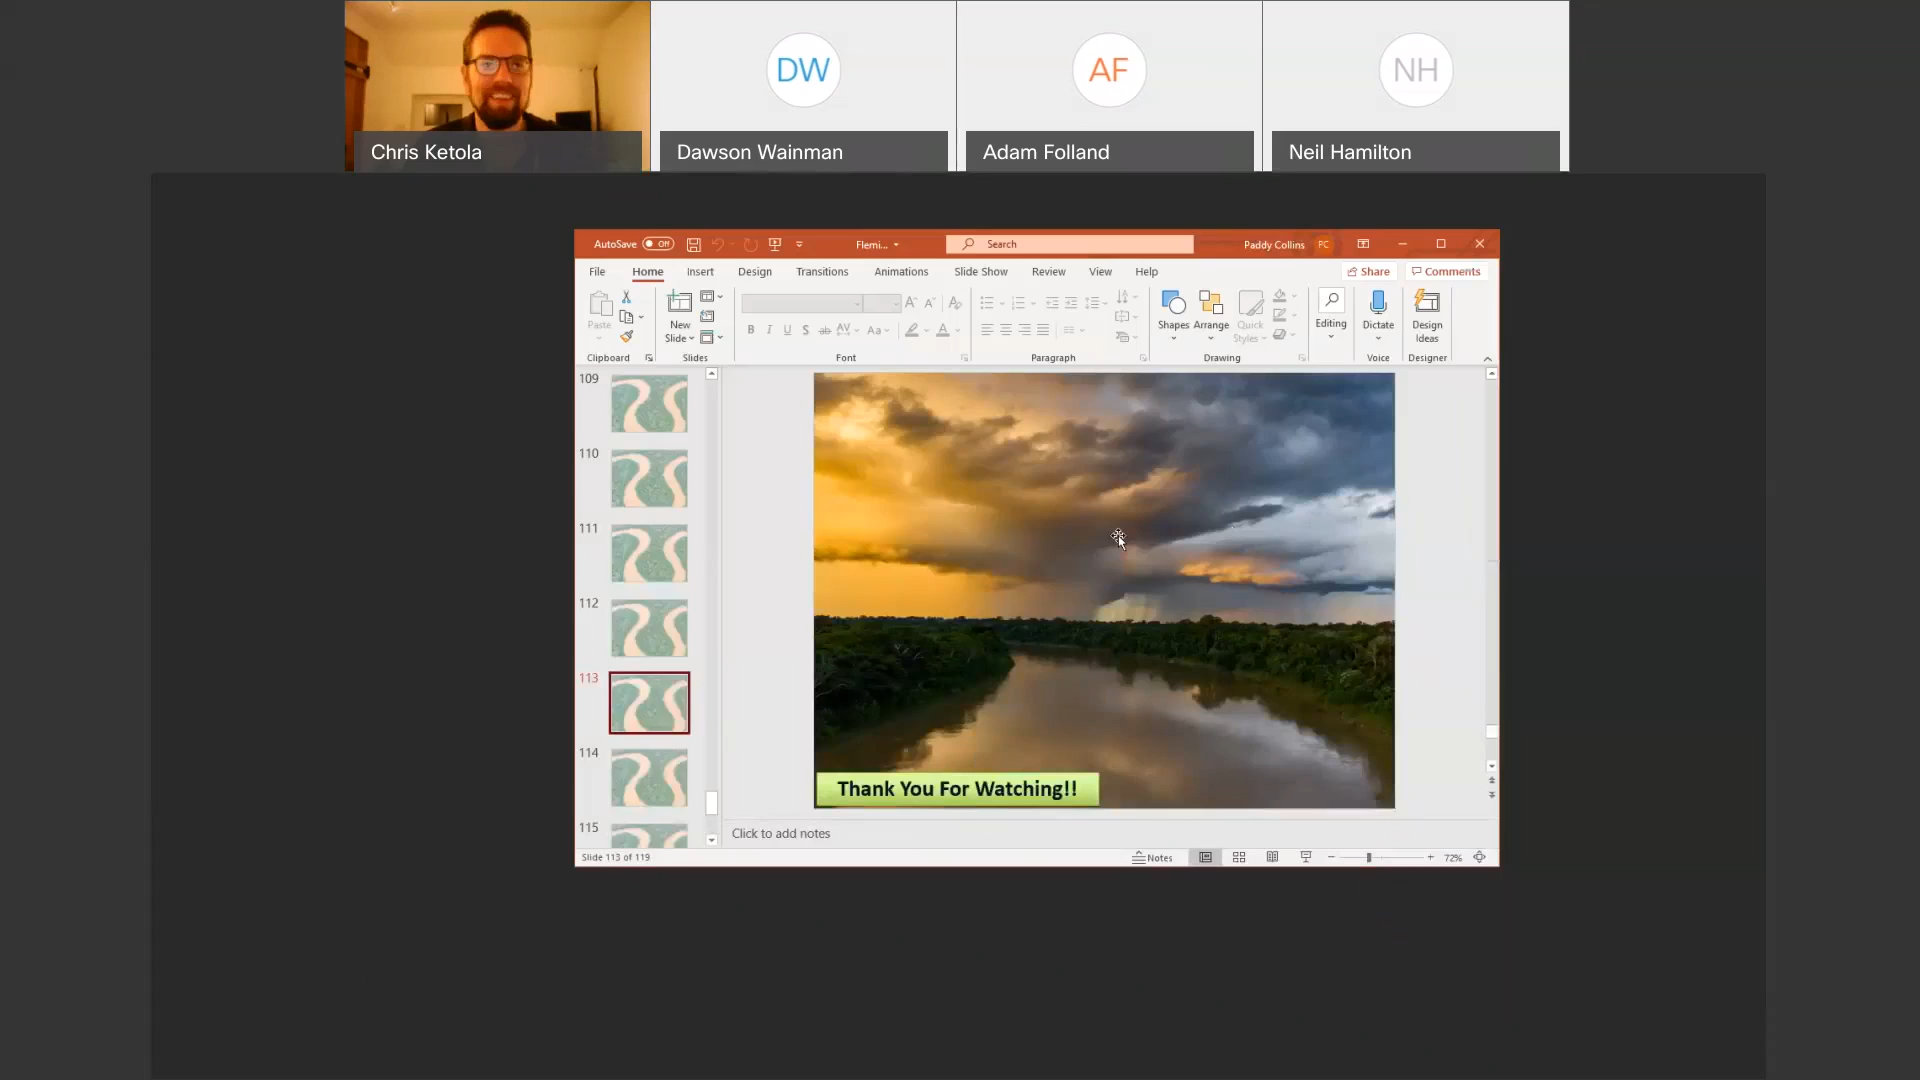 DW
AF
NH
Chris Ketola
Dawson Wainman
Adam Folland
Neil Hamilton
AutoSave Off
Flemi...
Search
Paddy Collins PC
File Home Insert Design Transitions Animations Slide Show Review View Help
Share Comments
Paste
New
Slide
Shapes Arrange Quick
Styles
Editing
Dictate
Design
Ideas
B I U S ab AV Aa A
Clipboard Slides Font Paragraph Drawing Voice Designer
109
110
111
112
113
114
115
Thank You For Watching!!
Click to add notes
Slide 113 of 119
Notes
72%